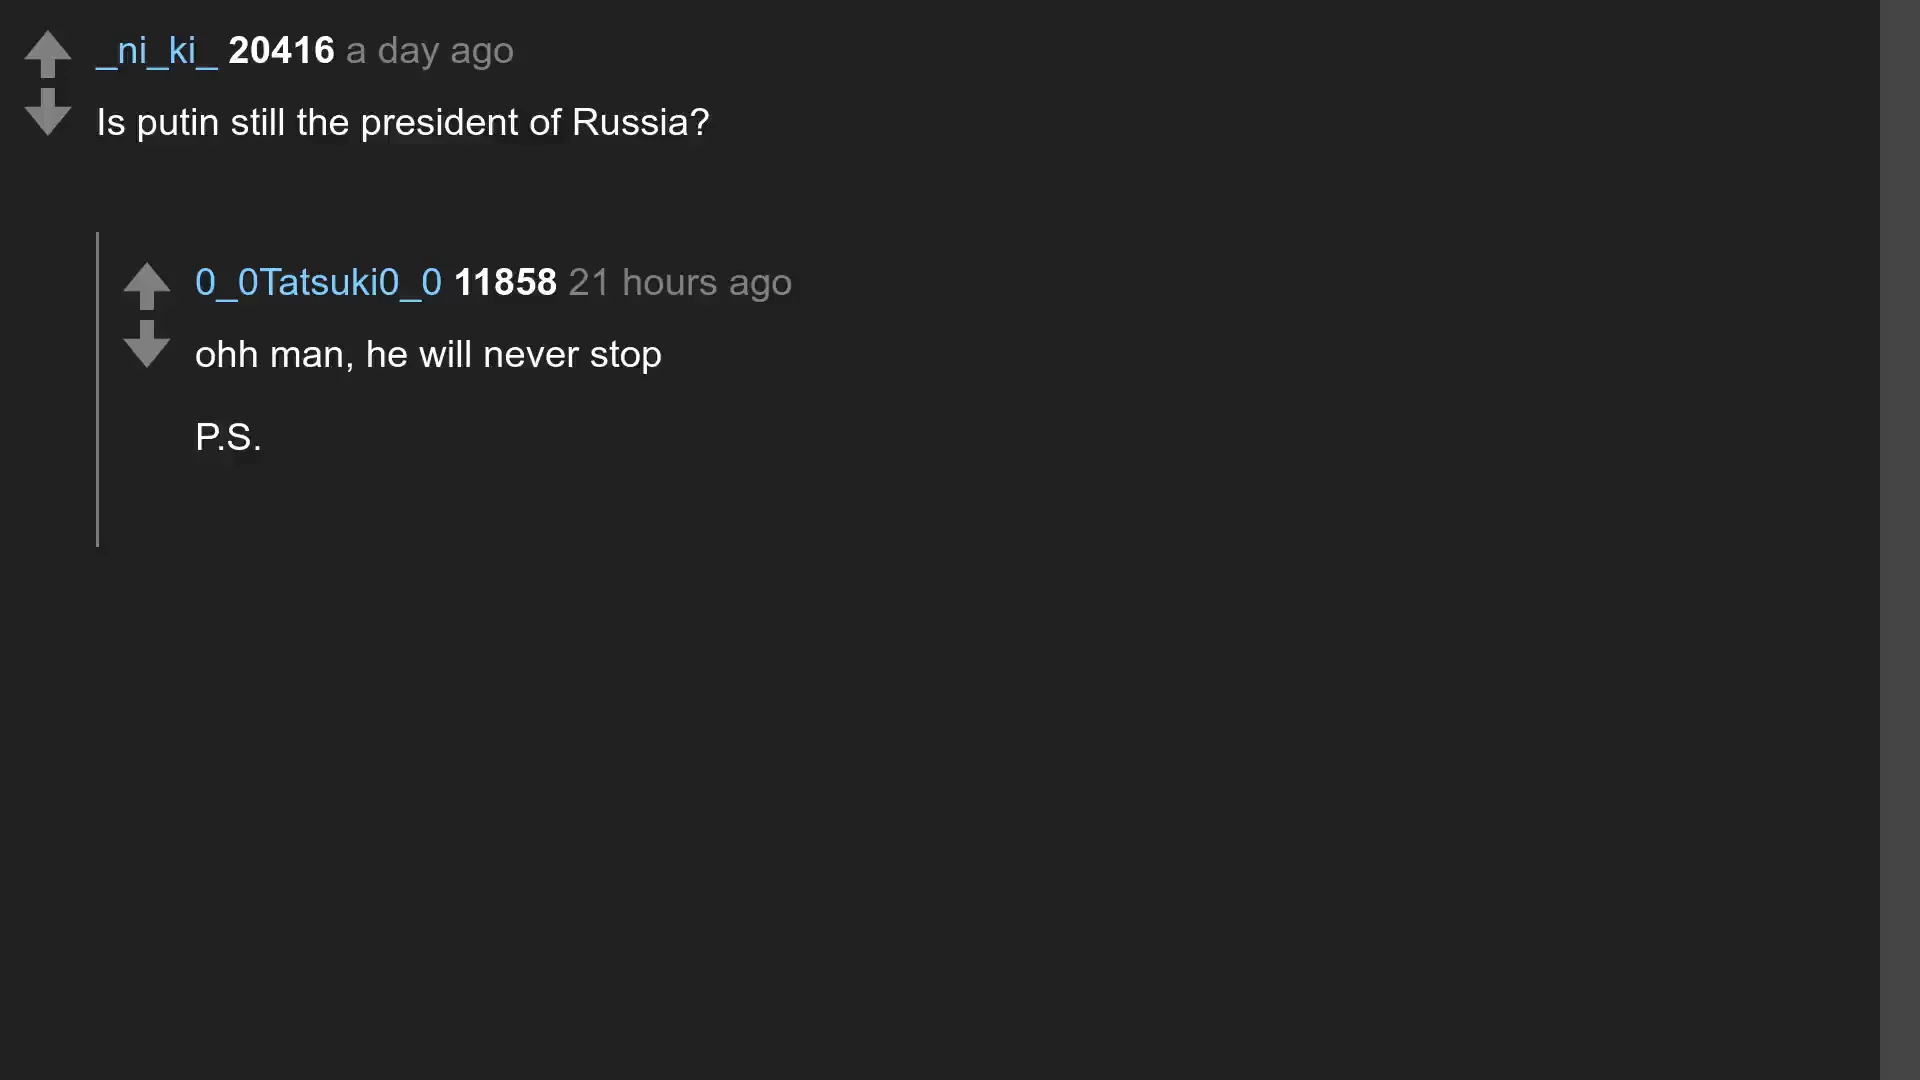 _ni_ki_ 20416 a day ago
Is putin still the president of Russia?
0_0Tatsuki0_0 11858 21 hours ago
ohh man, he will never stop
P.S.